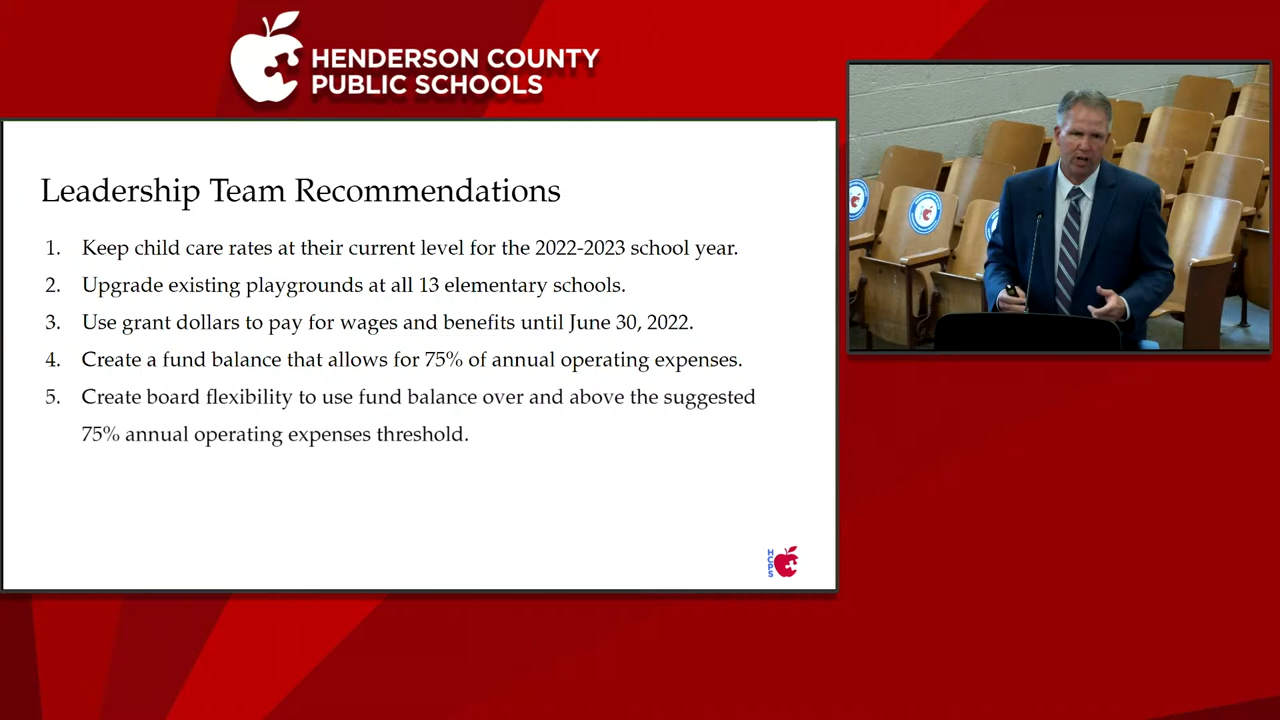 HENDERSON COUNTY
PUBLIC SCHOOLS
Leadership Team Recommendations
1. Keep child care rates at their current level for the 2022-2023 school year.
2. Upgrade existing playgrounds at all 13 elementary schools.
3. Use grant dollars to pay for wages and benefits until June 30, 2022.
4. Create a fund balance that allows for 75% of annual operating expenses.
5. Create board flexibility to use fund balance over and above the suggested
75% annual operating expenses threshold.
HCPS